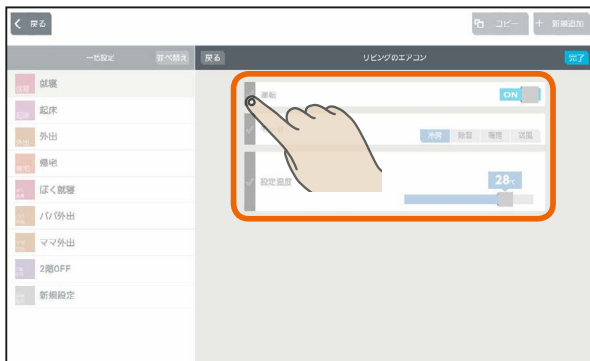 戻る
コピー
+ 新規追加
一括設定
並べ替え
戻る
リビングのエアコン
完了
就寝
起床
外出
帰宅
ぼく就寝
パパ外出
ママ外出
2階OFF
新規設定
運転
ON
冷房 除湿 暖房 送風
設定温度
28℃